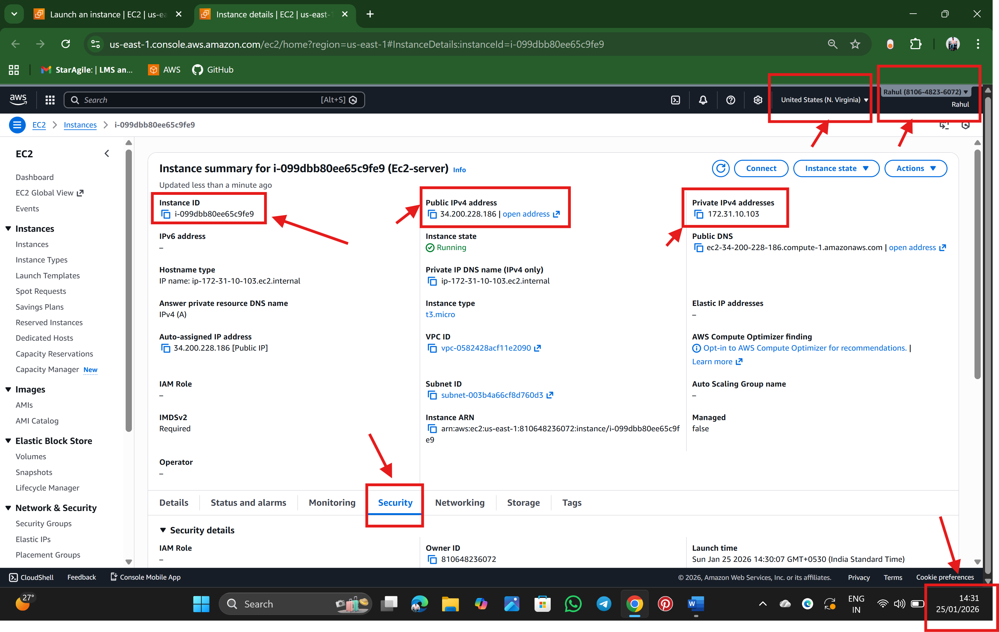 Launch an instance | EC2 | us-ea
Instance details | EC2 | us-east-1
us-east-1.console.aws.amazon.com/ec2/home?region=us-east-1#InstanceDetails:instanceId=i-099dbb80ee65c9fe9
StarAgile: | LMS an...
AWS
GitHub
aws
Search
[Alt+S]
United States (N. Virginia)
Rahul (8106-4823-6072)
Rahul
EC2
Instances
i-099dbb80ee65c9fe9
EC2
Dashboard
EC2 Global View
Events
Instances
Instances
Instance Types
Launch Templates
Spot Requests
Savings Plans
Reserved Instances
Dedicated Hosts
Capacity Reservations
Capacity Manager New
Images
AMIs
AMI Catalog
Elastic Block Store
Volumes
Snapshots
Lifecycle Manager
Network & Security
Security Groups
Elastic IPs
Placement Groups
Instance summary for i-099dbb80ee65c9fe9 (Ec2-server) Info
Updated less than a minute ago
Connect
Instance state
Actions
Instance ID
i-099dbb80ee65c9fe9
Public IPv4 address
34.200.228.186 | open address
Private IPv4 addresses
172.31.10.103
IPv6 address
–
Instance state
Running
Public DNS
ec2-34-200-228-186.compute-1.amazonaws.com | open address
Hostname type
IP name: ip-172-31-10-103.ec2.internal
Private IP DNS name (IPv4 only)
ip-172-31-10-103.ec2.internal
Answer private resource DNS name
IPv4 (A)
Instance type
t3.micro
Elastic IP addresses
–
Auto-assigned IP address
34.200.228.186 [Public IP]
VPC ID
vpc-0582428acf11e2090
AWS Compute Optimizer finding
Opt-in to AWS Compute Optimizer for recommendations. |
Learn more
IAM Role
–
Subnet ID
subnet-003b4a66cf8d760d3
Auto Scaling Group name
–
IMDSv2
Required
Instance ARN
arn:aws:ec2:us-east-1:810648236072:instance/i-099dbb80ee65c9f
e9
Managed
false
Operator
–
Details
Status and alarms
Monitoring
Security
Networking
Storage
Tags
Security details
IAM Role
–
Owner ID
810648236072
Launch time
Sun Jan 25 2026 14:30:07 GMT+0530 (India Standard Time)
CloudShell
Feedback
Console Mobile App
© 2026, Amazon Web Services, Inc. or its affiliates.
Privacy
Terms
Cookie preferences
27°
Search
W
ENG
IN
14:31
25/01/2026